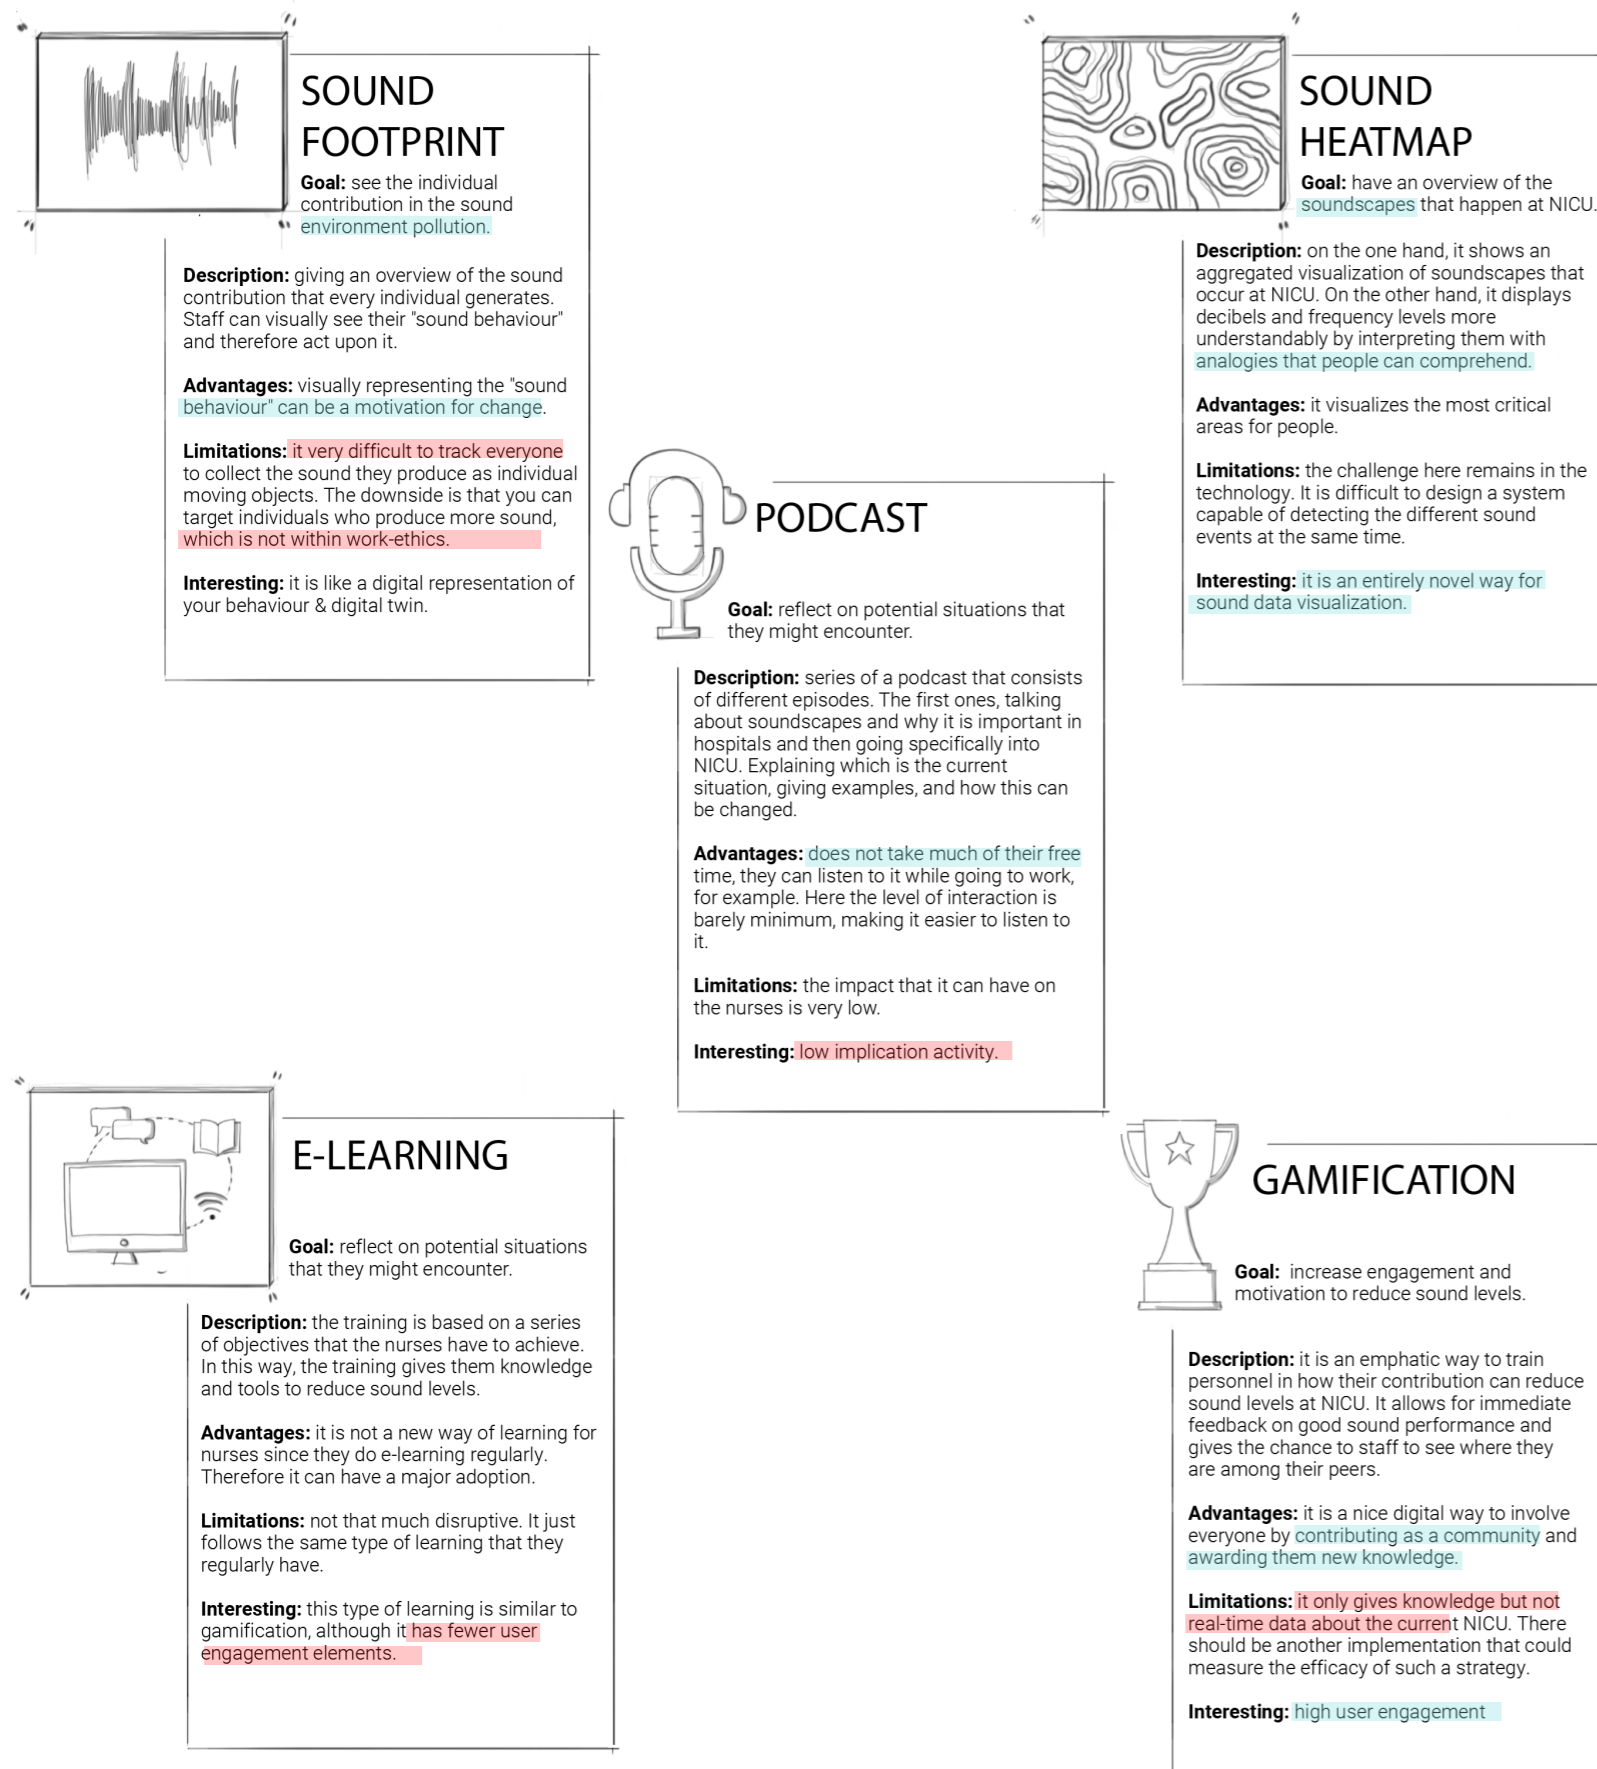 SOUND
FOOTPRINT
Goal: see the individual
contribution in the sound
environment pollution.
Description: giving an overview of the sound
contribution that every individual generates.
Staff can visually see their "sound behaviour"
and therefore act upon it.
Advantages: visually representing the "sound
behaviour" can be a motivation for change.
Limitations: it very difficult to track everyone
to collect the sound they produce as individual
moving objects. The downside is that you can
target individuals who produce more sound,
which is not within work-ethics.
Interesting: it is like a digital representation of
your behaviour & digital twin.
SOUND
HEATMAP
Goal: have an overview of the
soundscapes that happen at NICU.
Description: on the one hand, it shows an
aggregated visualization of soundscapes that
occur at NICU. On the other hand, it displays
decibels and frequency levels more
understandably by interpreting them with
analogies that people can comprehend.
Advantages: it visualizes the most critical
areas for people.
Limitations: the challenge here remains in the
technology. It is difficult to design a system
capable of detecting the different sound
events at the same time.
Interesting: it is an entirely novel way for
sound data visualization.
PODCAST
Goal: reflect on potential situations that
they might encounter.
Description: series of a podcast that consists
of different episodes. The first ones, talking
about soundscapes and why it is important in
hospitals and then going specifically into
NICU. Explaining which is the current
situation, giving examples, and how this can
be changed.
Advantages: does not take much of their free
time, they can listen to it while going to work,
for example. Here the level of interaction is
barely minimum, making it easier to listen to
it.
Limitations: the impact that it can have on
the nurses is very low.
Interesting: low implication activity.
E-LEARNING
Goal: reflect on potential situations
that they might encounter.
Description: the training is based on a series
of objectives that the nurses have to achieve.
In this way, the training gives them knowledge
and tools to reduce sound levels.
Advantages: it is not a new way of learning for
nurses since they do e-learning regularly.
Therefore it can have a major adoption.
Limitations: not that much disruptive. It just
follows the same type of learning that they
regularly have.
Interesting: this type of learning is similar to
gamification, although it has fewer user
engagement elements.
GAMIFICATION
Goal: increase engagement and
motivation to reduce sound levels.
Description: it is an emphatic way to train
personnel in how their contribution can reduce
sound levels at NICU. It allows for immediate
feedback on good sound performance and
gives the chance to staff to see where they
are among their peers.
Advantages: it is a nice digital way to involve
everyone by contributing as a community and
awarding them new knowledge.
Limitations: it only gives knowledge but not
real-time data about the current NICU. There
should be another implementation that could
measure the efficacy of such a strategy.
Interesting: high user engagement